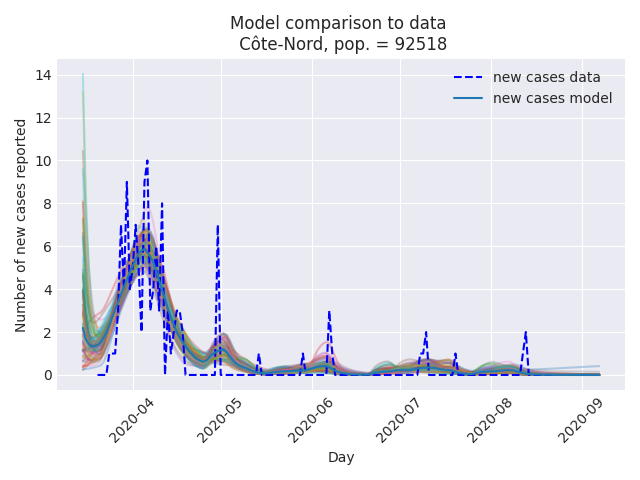 Model comparison to data
Côte-Nord, pop. = 92518
new cases data
new cases model
Number of new cases reported
14
12
10
8
6
4
2
0
2020-04
2020-05
2020-06
2020-07
2020-08
2020-09
Day